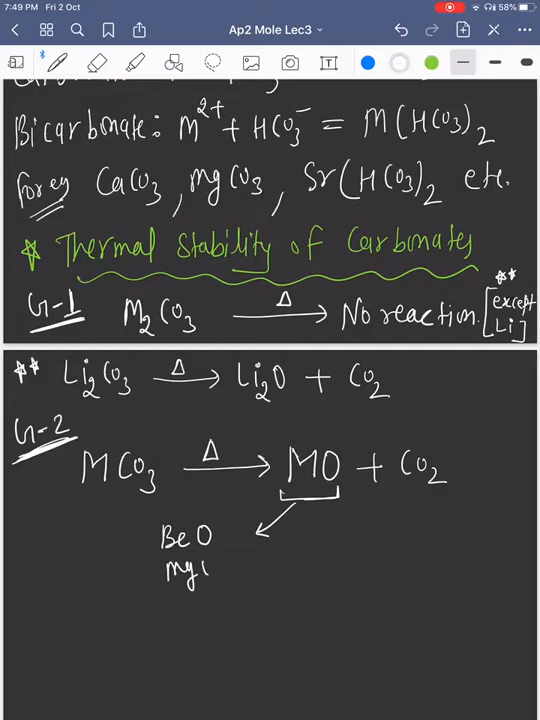 7:49 PM Fri 2 Oct
58%
Ap2 Mole Lec3
T
Bicarbonate: M²⁺ + HCO₃⁻ = M(HCO₃)₂
for eg CaCO₃, MgCO₃, Sr(HCO₃)₂ etc.
Thermal Stability of Carbonates
G-1 M₂CO₃ Δ → No reaction. [except Li] **
** Li₂CO₃ Δ → Li₂O + CO₂
G-2
MCO₃ Δ → MO + CO₂
BeO
Mg